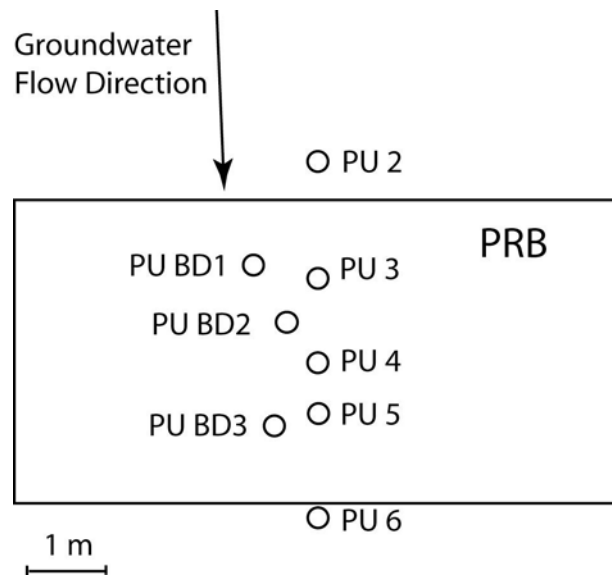 Groundwater
Flow Direction
PU 2
PRB
PU BD1
PU 3
PU BD2
PU 4
PU BD3
PU 5
PU 6
1 m